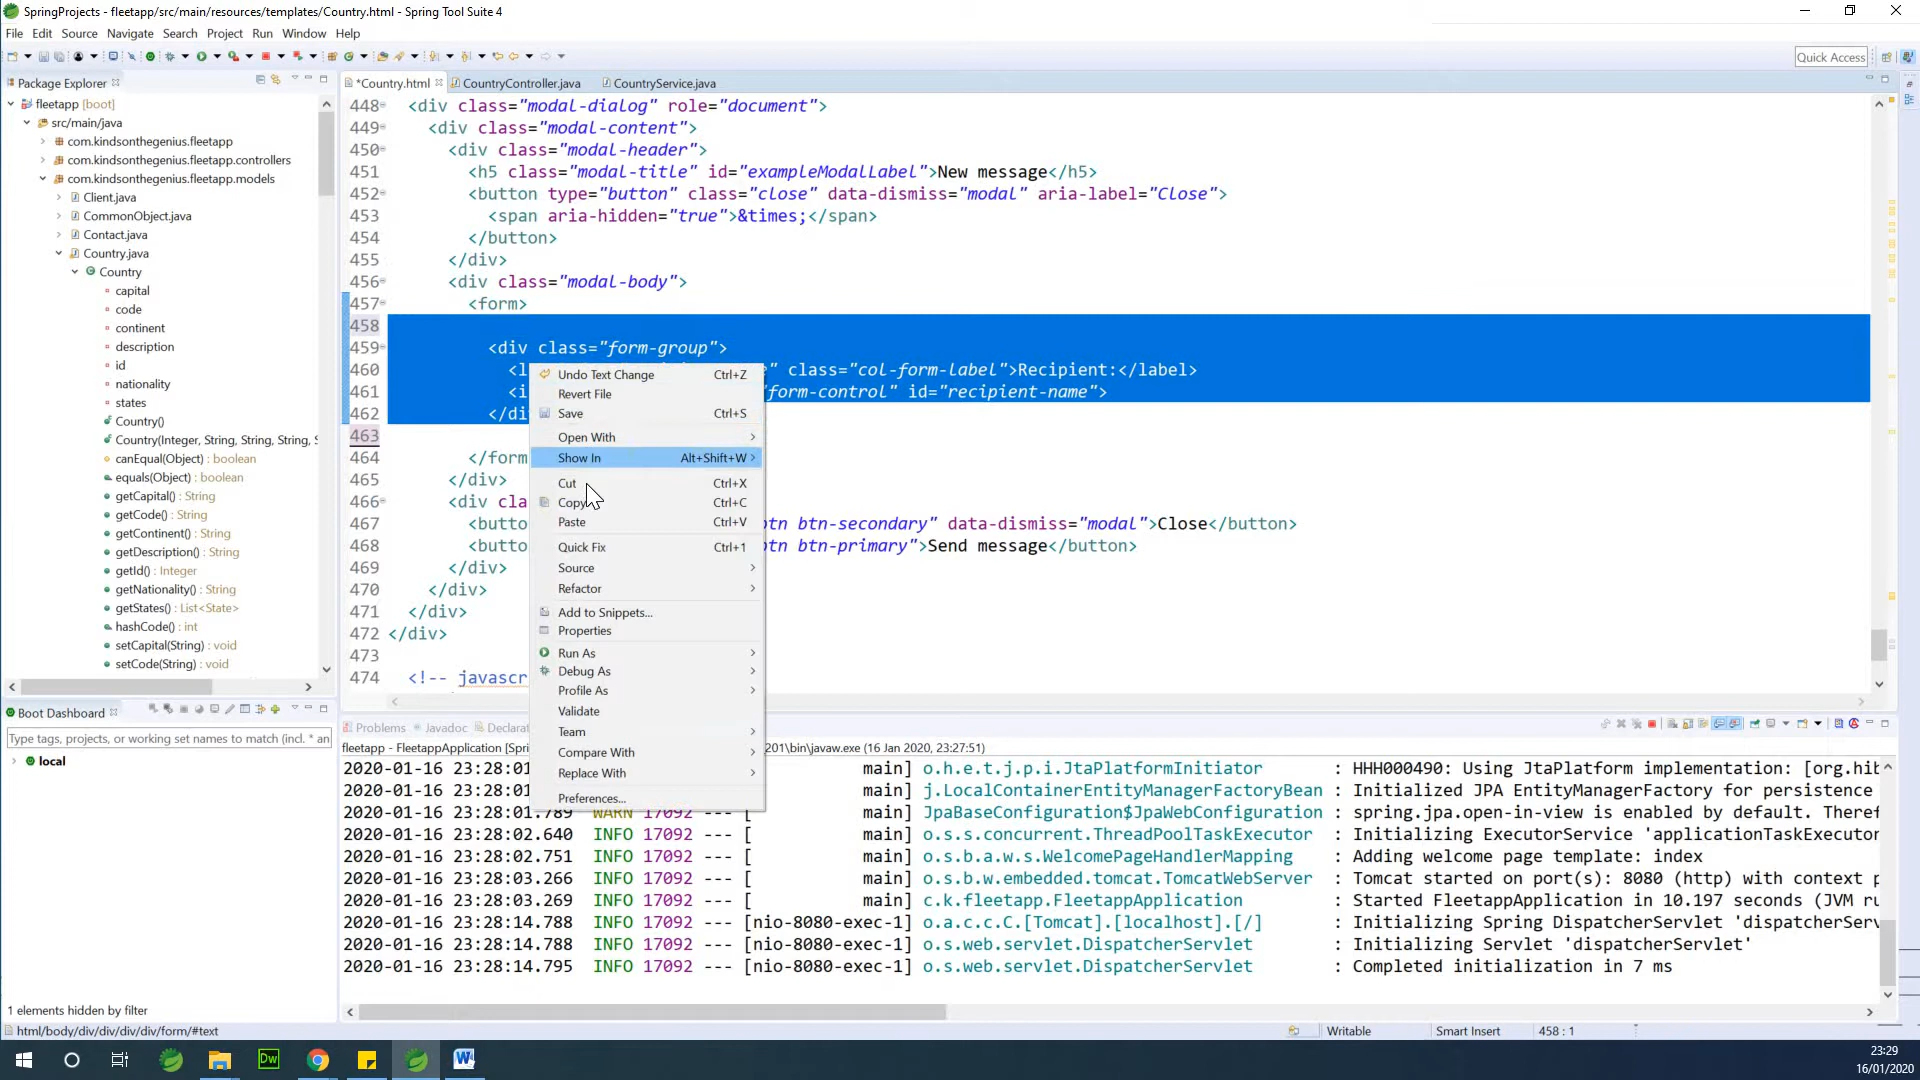 SpringProjects - fleetapp/src/main/resources/templates/Country.html - Spring Tool Suite 4
File Edit Source Navigate Search Project Run Window Help
Quick Access
Package Explorer
fleetapp [boot]
src/main/java
com.kindsonthegenius.fleetapp
com.kindsonthegenius.fleetapp.controllers
com.kindsonthegenius.fleetapp.models
Client.java
CommonObject.java
Contact.java
Country.java
Country
capital
code
continent
description
id
nationality
states
Country()
Country(Integer, String, String, String, S
canEqual(Object) : boolean
equals(Object) : boolean
getCapital() : String
getCode() : String
getContinent() : String
getDescription() : String
getId() : Integer
getNationality() : String
getStates() : List<State>
hashCode() : int
setCapital(String) : void
setCode(String) : void
Boot Dashboard
Type tags, projects, or working set names to match (incl. * an
local
1 elements hidden by filter
*Country.html CountryController.java CountryService.java
448 <div class="modal-dialog" role="document">
449 <div class="modal-content">
450 <div class="modal-header">
451 <h5 class="modal-title" id="exampleModalLabel">New message</h5>
452 <button type="button" class="close" data-dismiss="modal" aria-label="Close">
453 <span aria-hidden="true">&times;</span>
454 </button>
455 </div>
456 <div class="modal-body">
457 <form>
458
459 <div class="form-group">
460 <l " class="col-form-label">Recipient:</label>
461 <i form-control" id="recipient-name">
462 </di
463
464 </form
465 </div>
466 <div cla
467 <butto tn btn-secondary" data-dismiss="modal">Close</button>
468 <butto tn btn-primary">Send message</button>
469 </div>
470 </div>
471 </div>
472 </div>
473
474 <!-- javascr
Undo Text Change Ctrl+Z
Revert File
Save Ctrl+S
Open With
Show In Alt+Shift+W
Cut Ctrl+X
Copy Ctrl+C
Paste Ctrl+V
Quick Fix Ctrl+1
Source
Refactor
Add to Snippets...
Properties
Run As
Debug As
Profile As
Validate
Team
Compare With
Replace With
Preferences...
Problems Javadoc Declarat
fleetapp - FleetappApplication [Spri 201\bin\javaw.exe (16 Jan 2020, 23:27:51)
2020-01-16 23:28:01 main] o.h.e.t.j.p.i.JtaPlatformInitiator : HHH000490: Using JtaPlatform implementation: [org.hib
2020-01-16 23:28:01 main] j.LocalContainerEntityManagerFactoryBean : Initialized JPA EntityManagerFactory for persistence
2020-01-16 23:28:01.789 WARN 17092 --- [ main] JpaBaseConfiguration$JpaWebConfiguration : spring.jpa.open-in-view is enabled by default. Theref
2020-01-16 23:28:02.640 INFO 17092 --- [ main] o.s.s.concurrent.ThreadPoolTaskExecutor : Initializing ExecutorService 'applicationTaskExecutor
2020-01-16 23:28:02.751 INFO 17092 --- [ main] o.s.b.a.w.s.WelcomePageHandlerMapping : Adding welcome page template: index
2020-01-16 23:28:03.266 INFO 17092 --- [ main] o.s.b.w.embedded.tomcat.TomcatWebServer : Tomcat started on port(s): 8080 (http) with context p
2020-01-16 23:28:03.269 INFO 17092 --- [ main] c.k.fleetapp.FleetappApplication : Started FleetappApplication in 10.197 seconds (JVM ru
2020-01-16 23:28:14.788 INFO 17092 --- [nio-8080-exec-1] o.a.c.c.C.[Tomcat].[localhost].[/] : Initializing Spring DispatcherServlet 'dispatcherServ
2020-01-16 23:28:14.788 INFO 17092 --- [nio-8080-exec-1] o.s.web.servlet.DispatcherServlet : Initializing Servlet 'dispatcherServlet'
2020-01-16 23:28:14.795 INFO 17092 --- [nio-8080-exec-1] o.s.web.servlet.DispatcherServlet : Completed initialization in 7 ms
html/body/div/div/div/div/form/#text Writable Smart Insert 458 : 1
Dw
23:29
16/01/2020